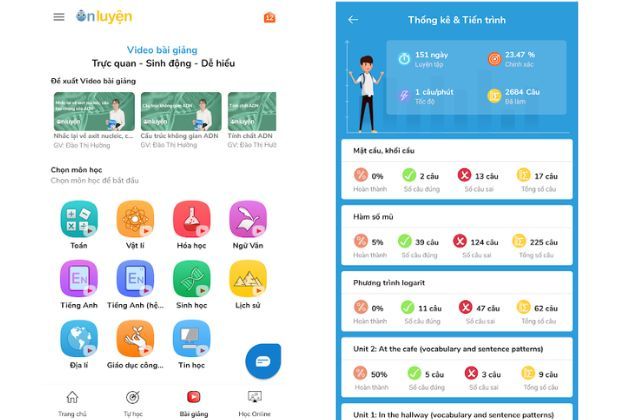 Ôn luyện
12
Video bài giảng
Trực quan - Sinh động - Dễ hiểu
Đề xuất Video bài giảng
Nhắc lại về axit nucleic, c...
GV: Đào Thị Hường
Cấu trúc không gian ADN
GV: Đào Thị Hường
Tính chất ADN
GV: Đào Thị Hườn
Chọn môn học
Chọn môn học để bắt đầu
Toán
Vật lí
Hóa học
Ngữ Văn
EN
EN
Tiếng Anh
Tiếng Anh (hệ...
Sinh học
Lịch sử
Địa lí
Giáo dục công...
Tin học
Trang chủ
Tự học
Bài giảng
Học Online
Thống kê & Tiến trình
151 ngày
Luyện tập
23.47 %
Chính xác
1 câu/phút
Tốc độ
2684 Câu
Đã làm
Mặt cầu, khối cầu
0%
Hoàn thành
2 câu
Số câu đúng
13 câu
Số câu sai
17 câu
Tổng số câu
Hàm số mũ
5%
Hoàn thành
39 câu
Số câu đúng
124 câu
Số câu sai
225 câu
Tổng số câu
Phương trình logarit
0%
Hoàn thành
11 câu
Số câu đúng
47 câu
Số câu sai
62 câu
Tổng số câu
Unit 2: At the cafe (vocabulary and sentence patterns)
50%
Hoàn thành
5 câu
Số câu đúng
3 câu
Số câu sai
9 câu
Tổng số câu
Unit 1: In the hallway (vocabulary and sentence patterns)